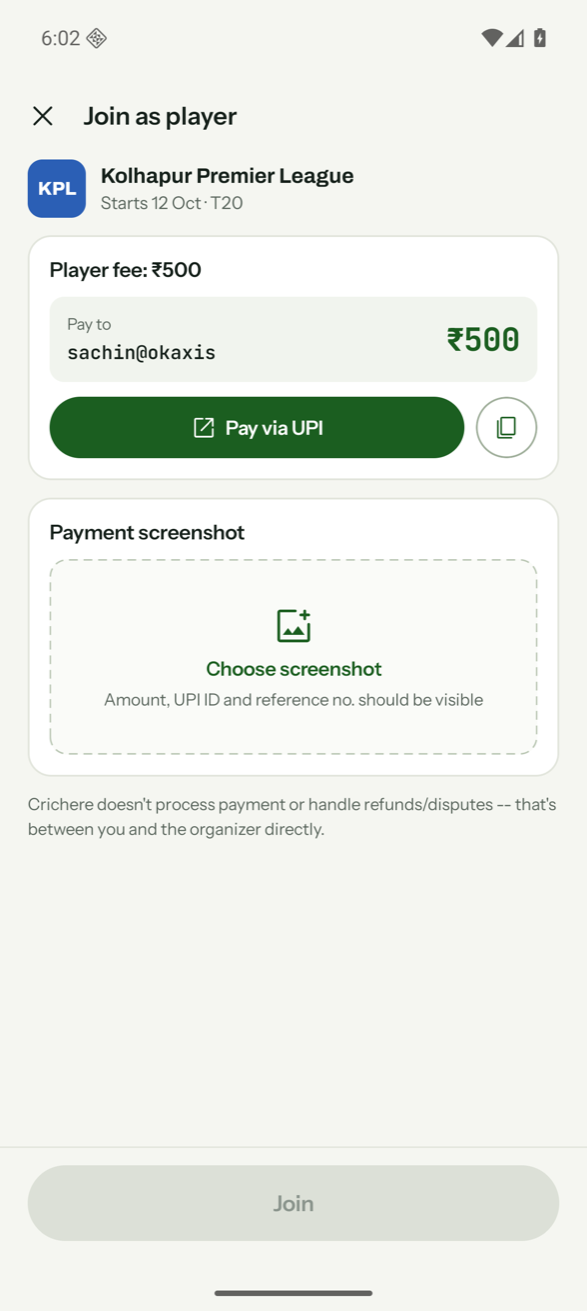 6:02
Join as player
KPL
Kolhapur Premier League
Starts 12 Oct · T20
Player fee: ₹500
Pay to
sachin@okaxis
₹500
Pay via UPI
Payment screenshot
Choose screenshot
Amount, UPI ID and reference no. should be visible
Crichere doesn't process payment or handle refunds/disputes -- that's
between you and the organizer directly.
Join